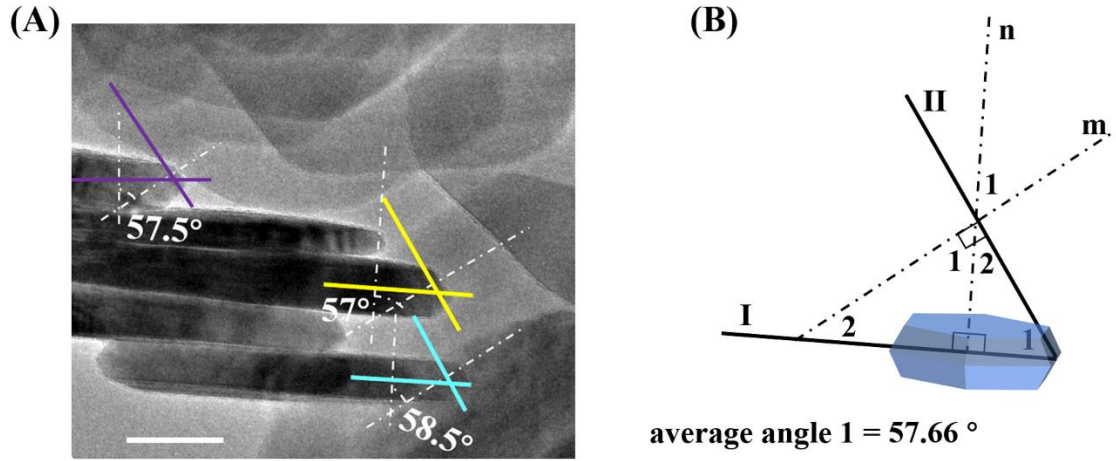 (A)
57.5°
57°
58.5°
(B)
n
II
m
1
1 2
I
2
1
average angle 1 = 57.66 °